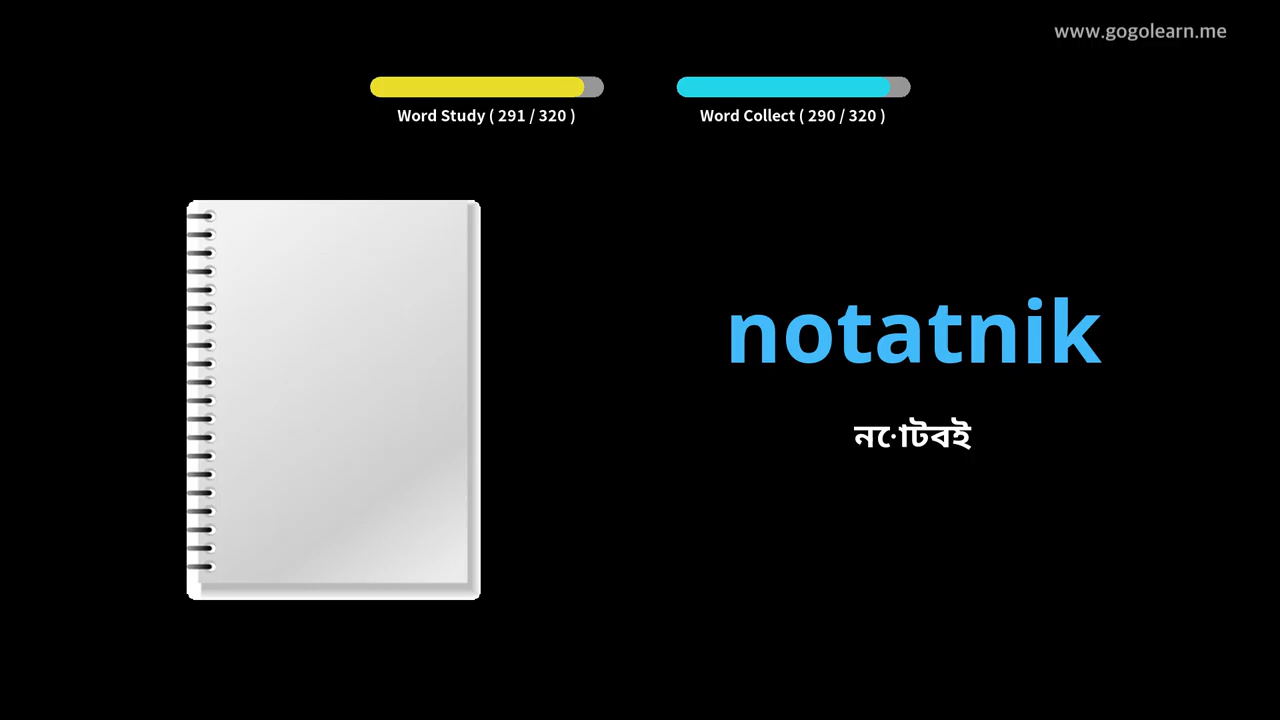 www.gogolearn.me
Word Study ( 291 / 320 )
Word Collect ( 290 / 320 )
notatnik
নোটবই